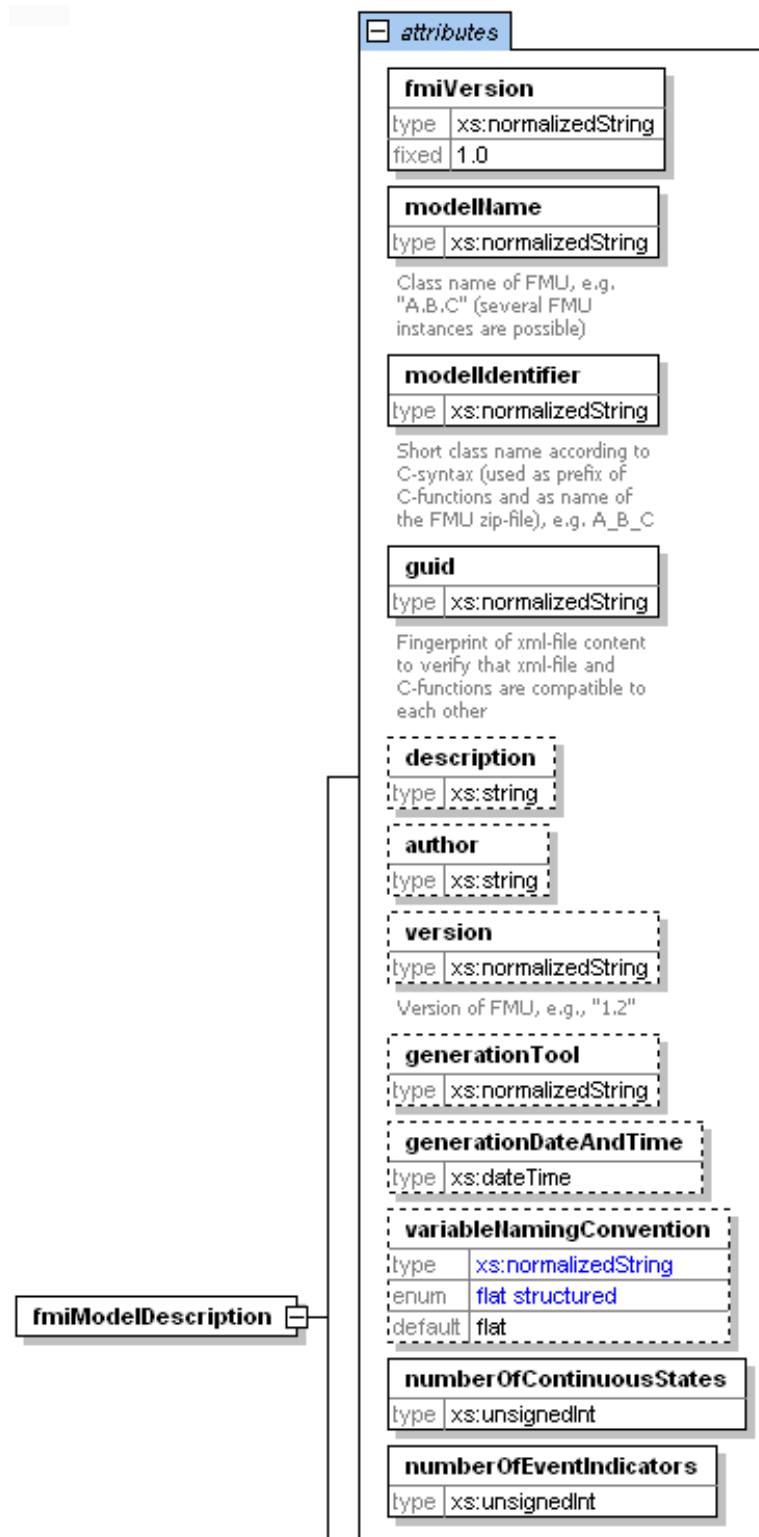 attributes
fmiVersion
type xs:normalizedString
fixed 1.0
modelName
type xs:normalizedString
Class name of FMU, e.g.
"A.B.C" (several FMU
instances are possible)
modelIdentifier
type xs:normalizedString
Short class name according to
C-syntax (used as prefix of
C-functions and as name of
the FMU zip-file), e.g. A_B_C
guid
type xs:normalizedString
Fingerprint of xml-file content
to verify that xml-file and
C-functions are compatible to
each other
description
type xs:string
author
type xs:string
version
type xs:normalizedString
Version of FMU, e.g., "1.2"
generationTool
type xs:normalizedString
generationDateAndTime
type xs:dateTime
variableNamingConvention
type xs:normalizedString
enum flat structured
default flat
fmiModelDescription
numberOfContinuousStates
type xs:unsignedInt
numberOfEventIndicators
type xs:unsignedInt